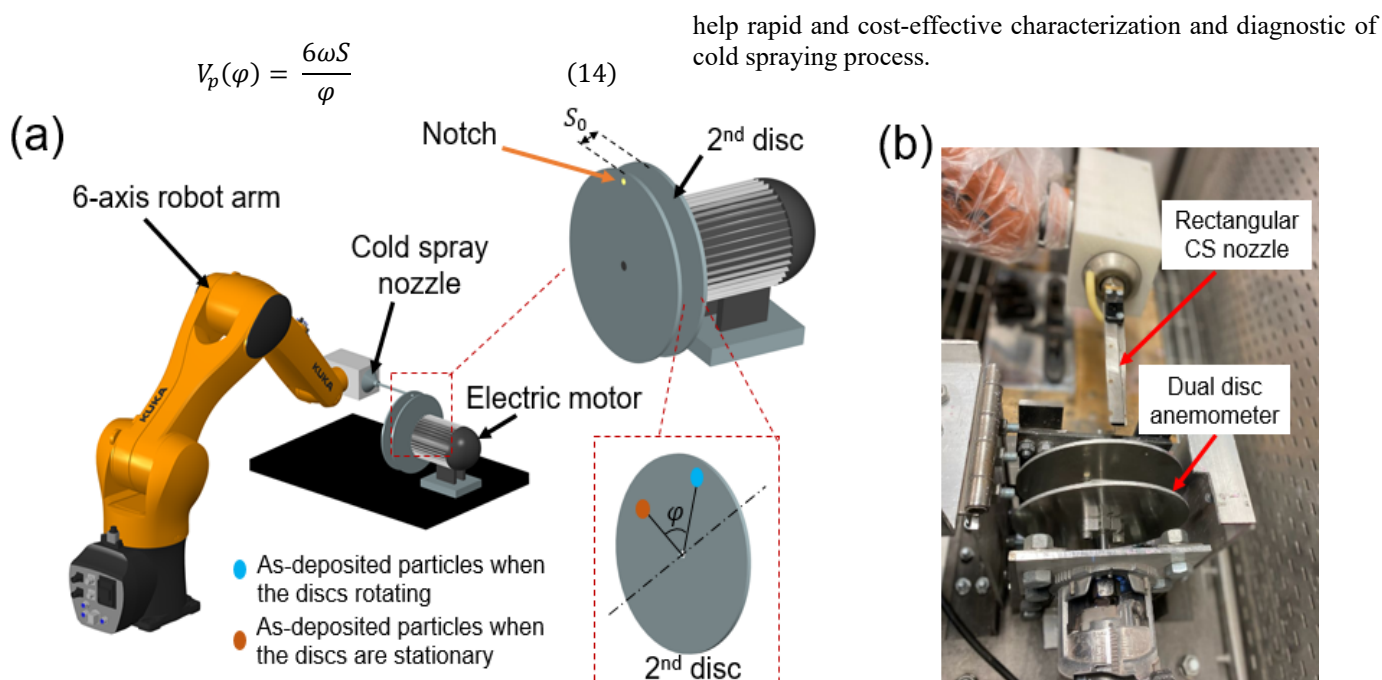 help rapid and cost-effective characterization and diagnostic of
cold spraying process.
V_p(φ) = 6ωS / φ (14)
(a)
6-axis robot arm
Cold spray
nozzle
Notch
S₀
2nd disc
Electric motor
KUKA
KUKA
φ
As-deposited particles when
the discs rotating
As-deposited particles when
the discs are stationary
2nd disc
(b)
Rectangular
CS nozzle
Dual disc
anemometer